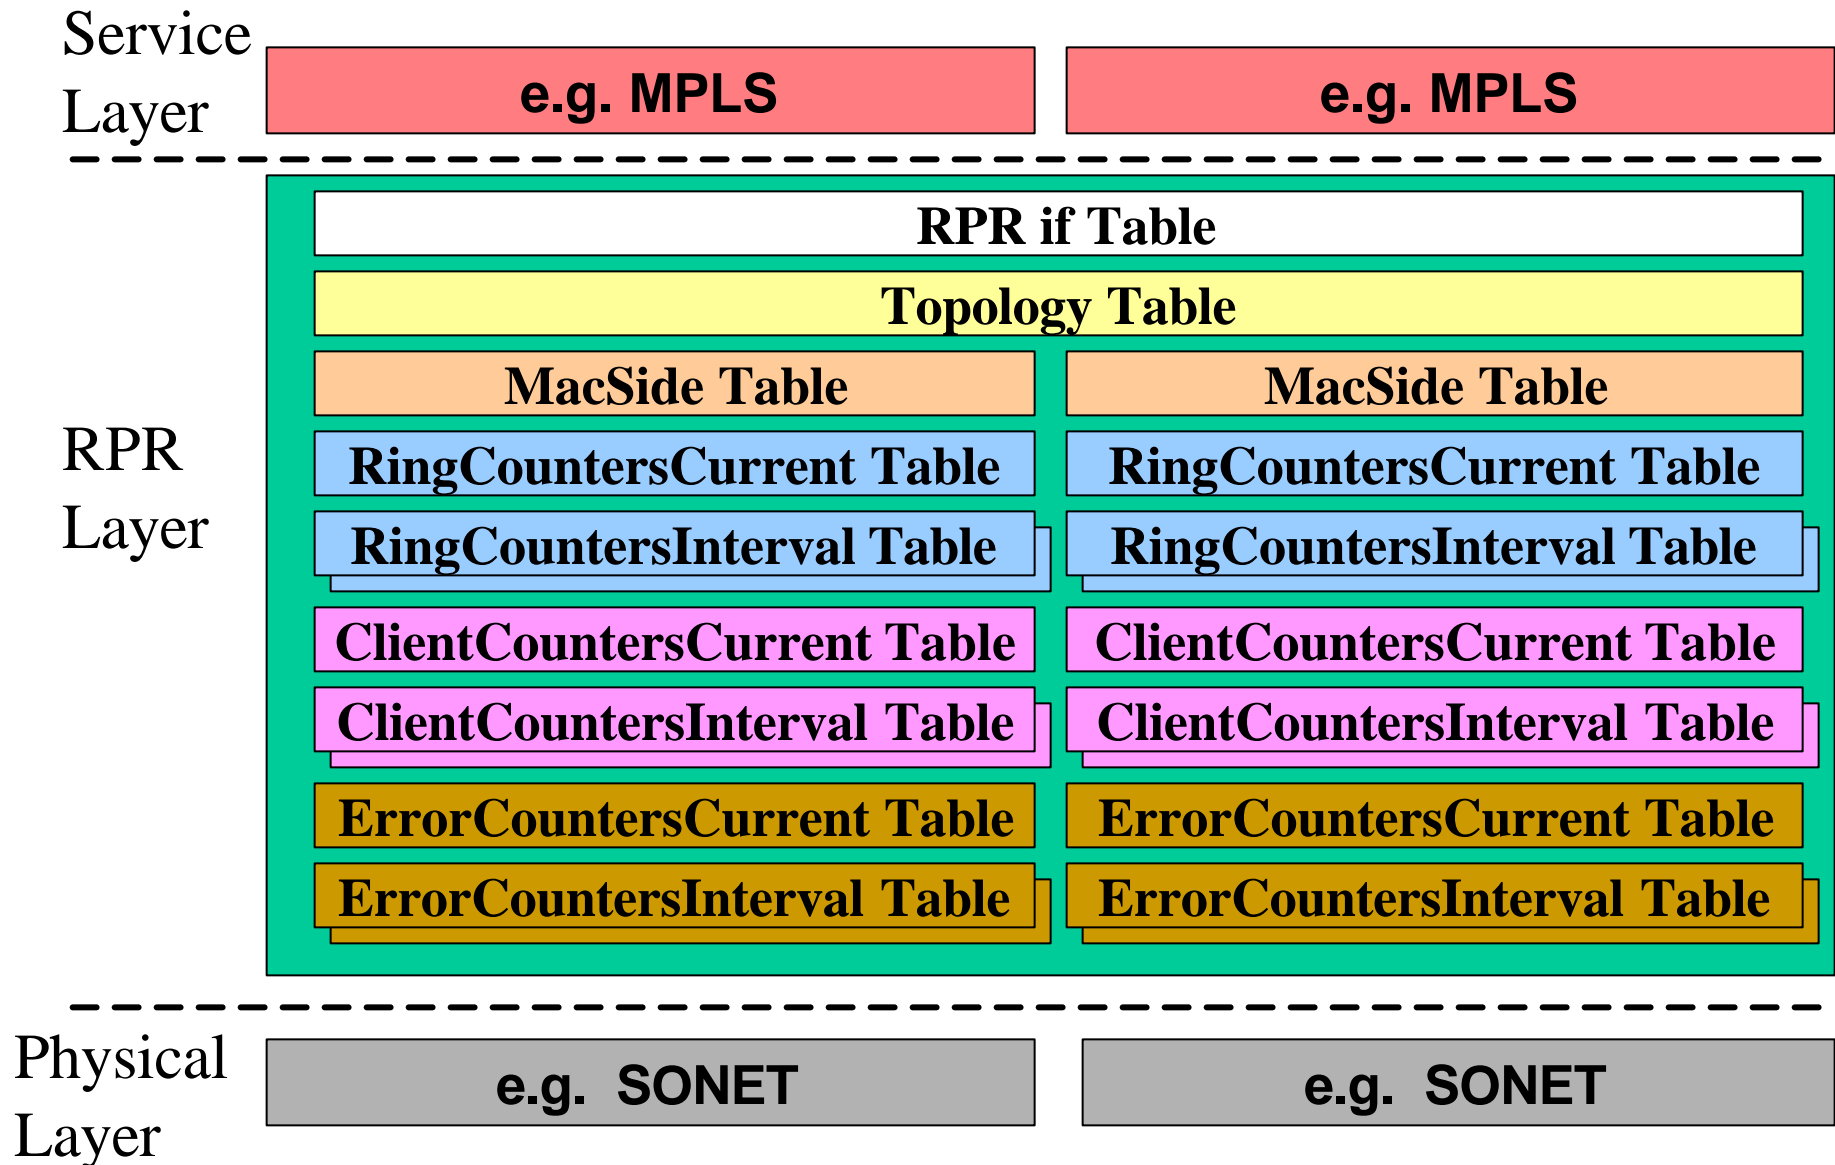 Service
Layer
e.g. MPLS
e.g. MPLS
RPR if Table
Topology Table
MacSide Table
MacSide Table
RPR
Layer
RingCountersCurrent Table
RingCountersCurrent Table
RingCountersInterval Table
RingCountersInterval Table
ClientCountersCurrent Table
ClientCountersCurrent Table
ClientCountersInterval Table
ClientCountersInterval Table
ErrorCountersCurrent Table
ErrorCountersCurrent Table
ErrorCountersInterval Table
ErrorCountersInterval Table
Physical
Layer
e.g. SONET
e.g. SONET